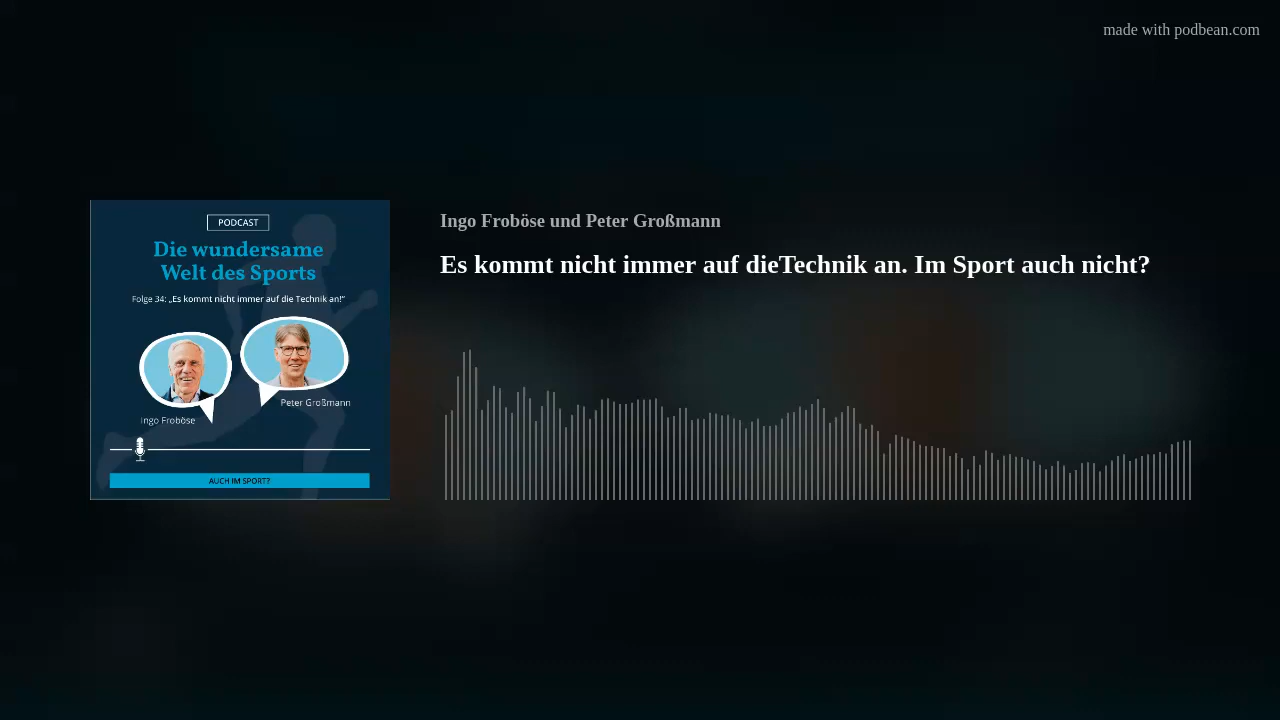 made with podbean.com
PODCAST
Die wundersame
Welt des Sports
Folge 34: „Es kommt nicht immer auf die Technik an!“
Ingo Froböse
Peter Großmann
AUCH IM SPORT?
Ingo Froböse und Peter Großmann
Es kommt nicht immer auf dieTechnik an. Im Sport auch nicht?